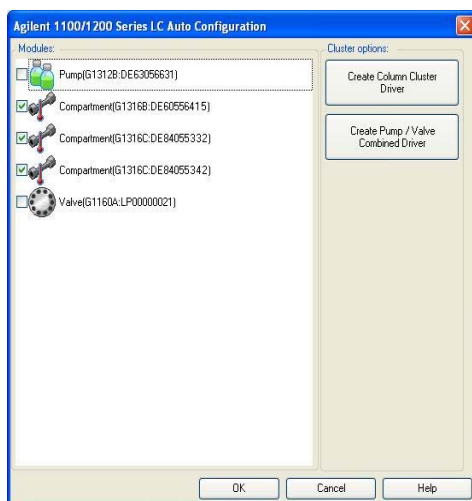 Agilent 1100/1200 Series LC Auto Configuration
Modules:
Pump(G1312B:DE63056631)
Compartment(G1316B:DE60556415)
Compartment(G1316C:DE84055332)
Compartment(G1316C:DE84055342)
Valve(G1160A:LP00000021)
Cluster options:
Create Column Cluster
Driver
Create Pump / Valve
Combined Driver
OK
Cancel
Help